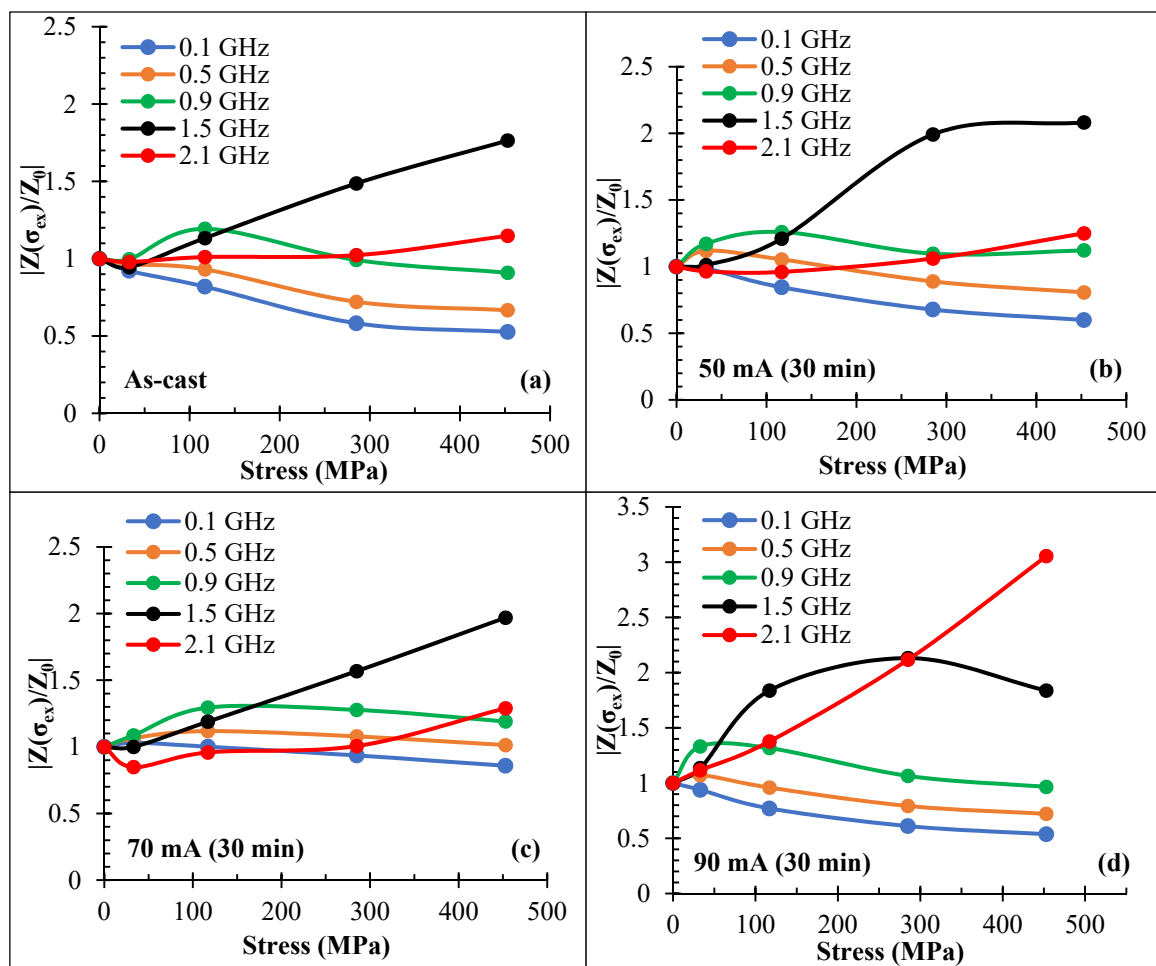 2.5
2
1.5
1
0.5
0
0.1 GHz
0.5 GHz
0.9 GHz
1.5 GHz
2.1 GHz
|Z(σex)/Z0|
As-cast
(a)
0 100 200 300 400 500
Stress (MPa)
2.5
2
1.5
1
0.5
0
0.1 GHz
0.5 GHz
0.9 GHz
1.5 GHz
2.1 GHz
|Z(σex)/Z0|
50 mA (30 min)
(b)
0 100 200 300 400 500
Stress (MPa)
2.5
2
1.5
1
0.5
0
0.1 GHz
0.5 GHz
0.9 GHz
1.5 GHz
2.1 GHz
|Z(σex)/Z0|
70 mA (30 min)
(c)
0 100 200 300 400 500
Stress (MPa)
3.5
3
2.5
2
1.5
1
0.5
0
0.1 GHz
0.5 GHz
0.9 GHz
1.5 GHz
2.1 GHz
|Z(σex)/Z0|
90 mA (30 min)
(d)
0 100 200 300 400 500
Stress (MPa)